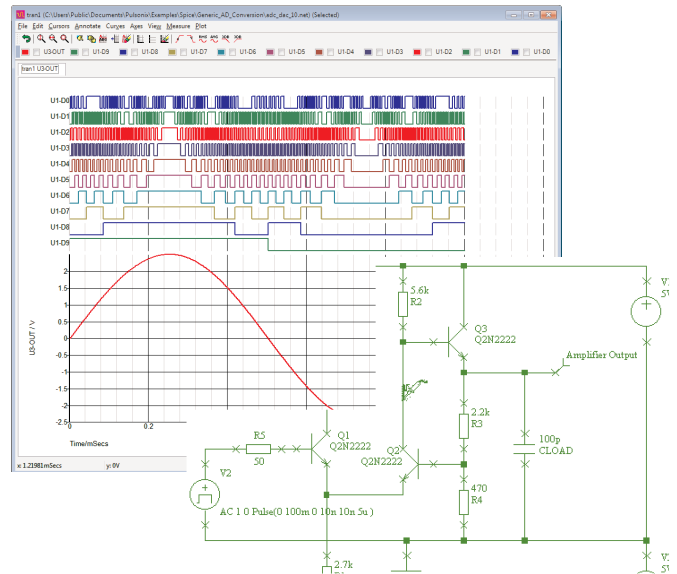 tran1 (C:\Users\Public\Documents\Pulsonix\Examples\Spice\Generic_AD_Conversion\adc_dac_10.net) (Selected)
File Edit Cursors Annotate Curves Axes View Measure Plot
U3-OUT U1-D9 U1-D8 U1-D7 U1-D6 U1-D5 U1-D4 U1-D3 U1-D2 U1-D1 U1-D0
tran1 U3-OUT
U1-D0
U1-D1
U1-D2
U1-D3
U1-D4
U1-D5
U1-D6
U1-D7
U1-D8
U1-D9
2
1.5
1
0.5
0
-0.5
-1
-1.5
-2
-2.5
U3-OUT / V
0
0.2
Time/mSecs
x: 1.21981mSecs y: 0V
5.6k
R2
Q3
Q2N2222
Amplifier Output
2.2k
R3
100p
CLOAD
R5
50
Q1
Q2N2222
Q2
Q2N2222
470
R4
V2
AC 1 0 Pulse(0 100m 0 10n 10n 5u )
2.7k